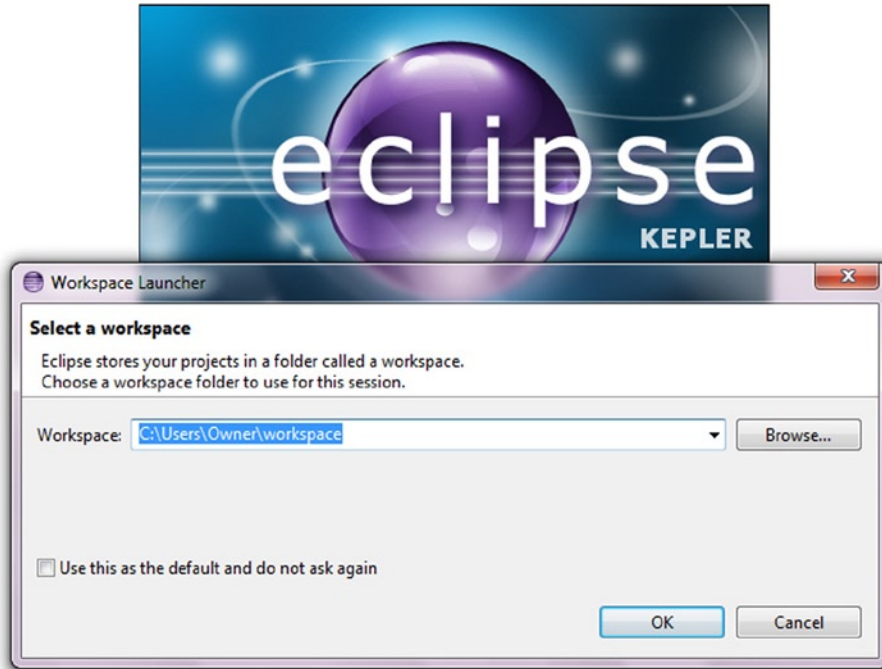 eclipse
KEPLER
Workspace Launcher
Select a workspace
Eclipse stores your projects in a folder called a workspace.
Choose a workspace folder to use for this session.
Workspace: C:\Users\Owner\workspace Browse...
Use this as the default and do not ask again
OK Cancel